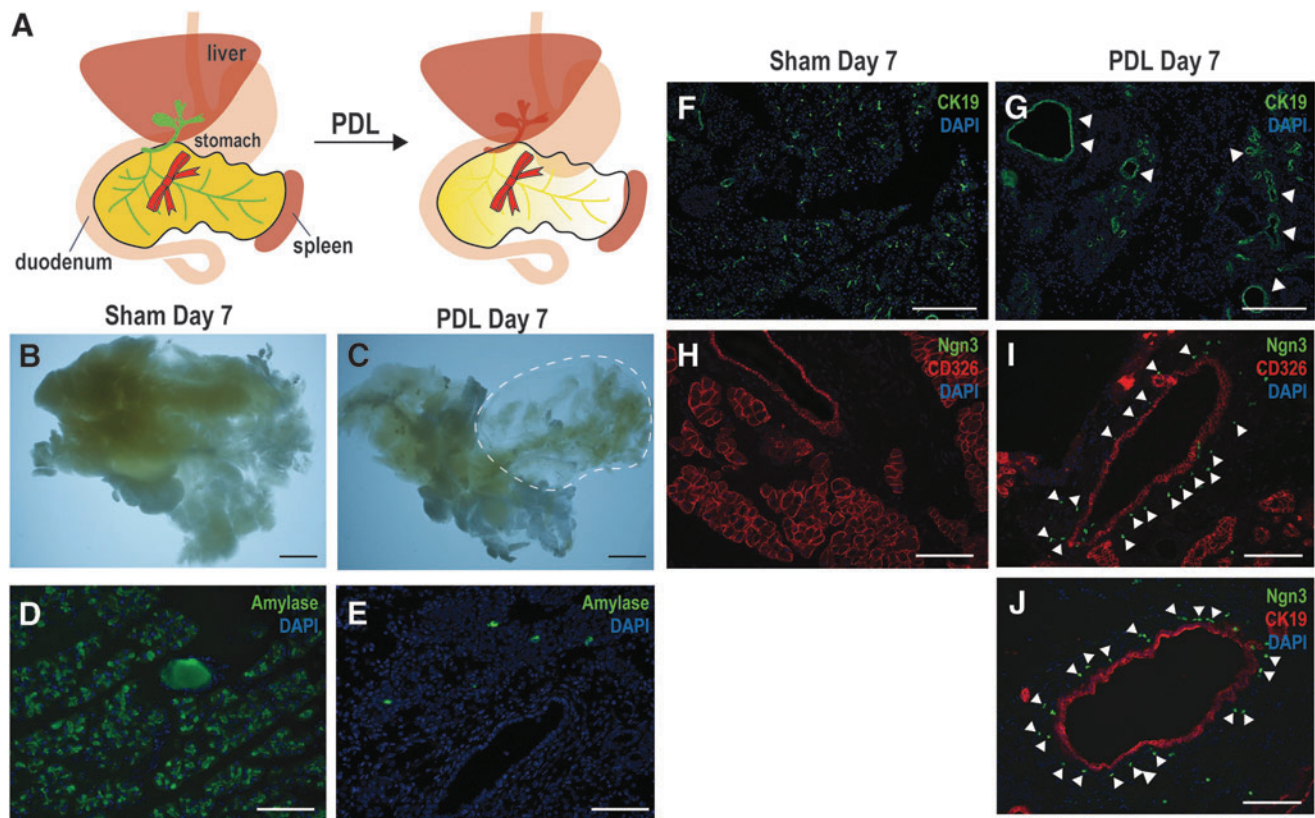 A
liver
stomach
duodenum
spleen
PDL
Sham Day 7
PDL Day 7
B
C
D
Amylase
DAPI
E
Amylase
DAPI
Sham Day 7
PDL Day 7
F
CK19
DAPI
G
CK19
DAPI
H
Ngn3
CD326
DAPI
I
Ngn3
CD326
DAPI
J
Ngn3
CK19
DAPI